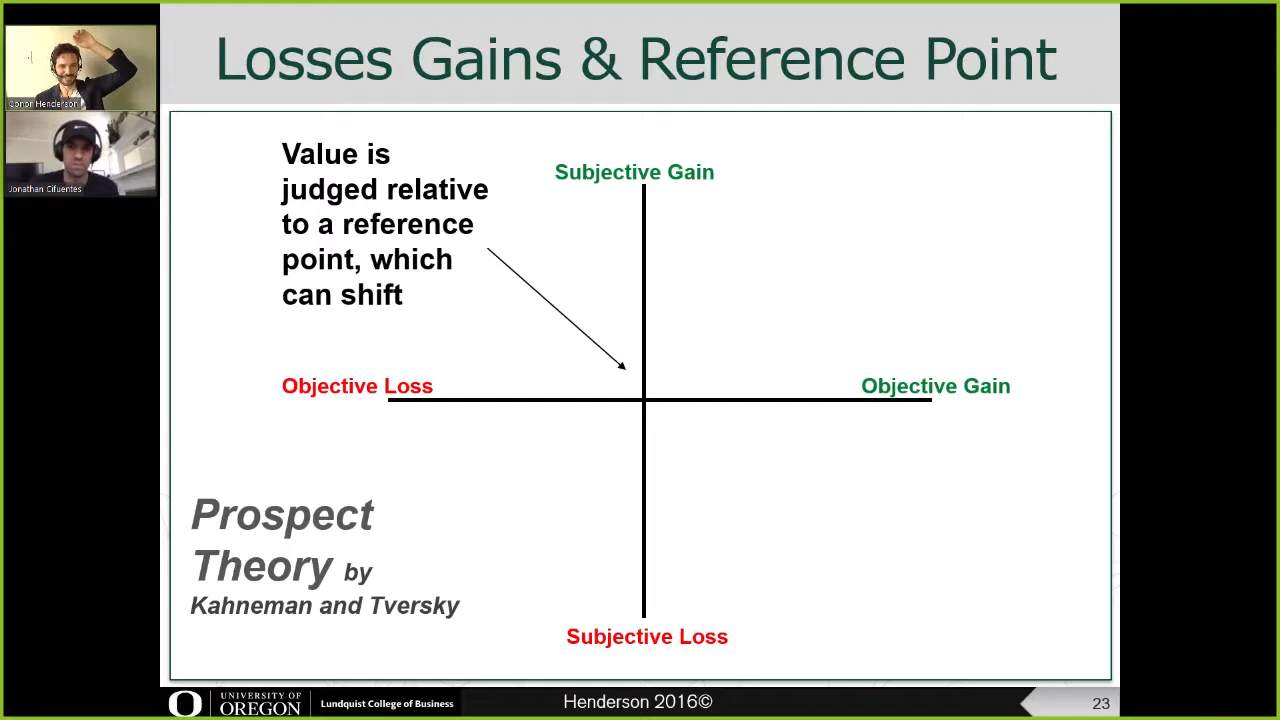 Losses Gains & Reference Point
Conor Henderson
Jonathan Cifuentes
Value is
judged relative
to a reference
point, which
can shift
Subjective Gain
Objective Loss
Objective Gain
Prospect
Theory by
Kahneman and Tversky
Subjective Loss
UNIVERSITY OF
OREGON
Lundquist College of Business
Henderson 2016©
23